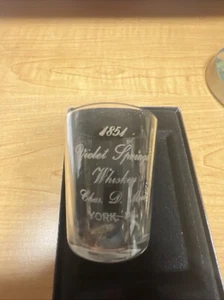 1851
Violet Springs
Whiskey
Chas. D.
YORK